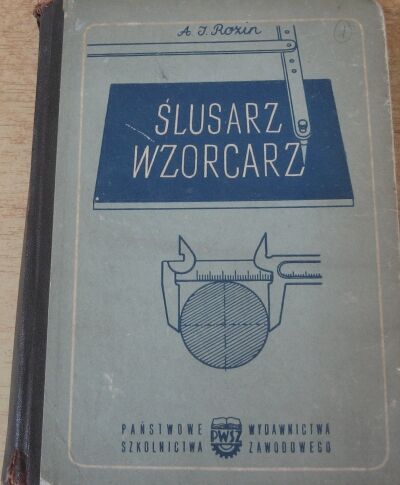 A. I. Rozin
ŚLUSARZ
WZORCARZ
PAŃSTWOWE WYDAWNICTWA
SZKOLNICTWA ZAWODOWEGO
PWSZ